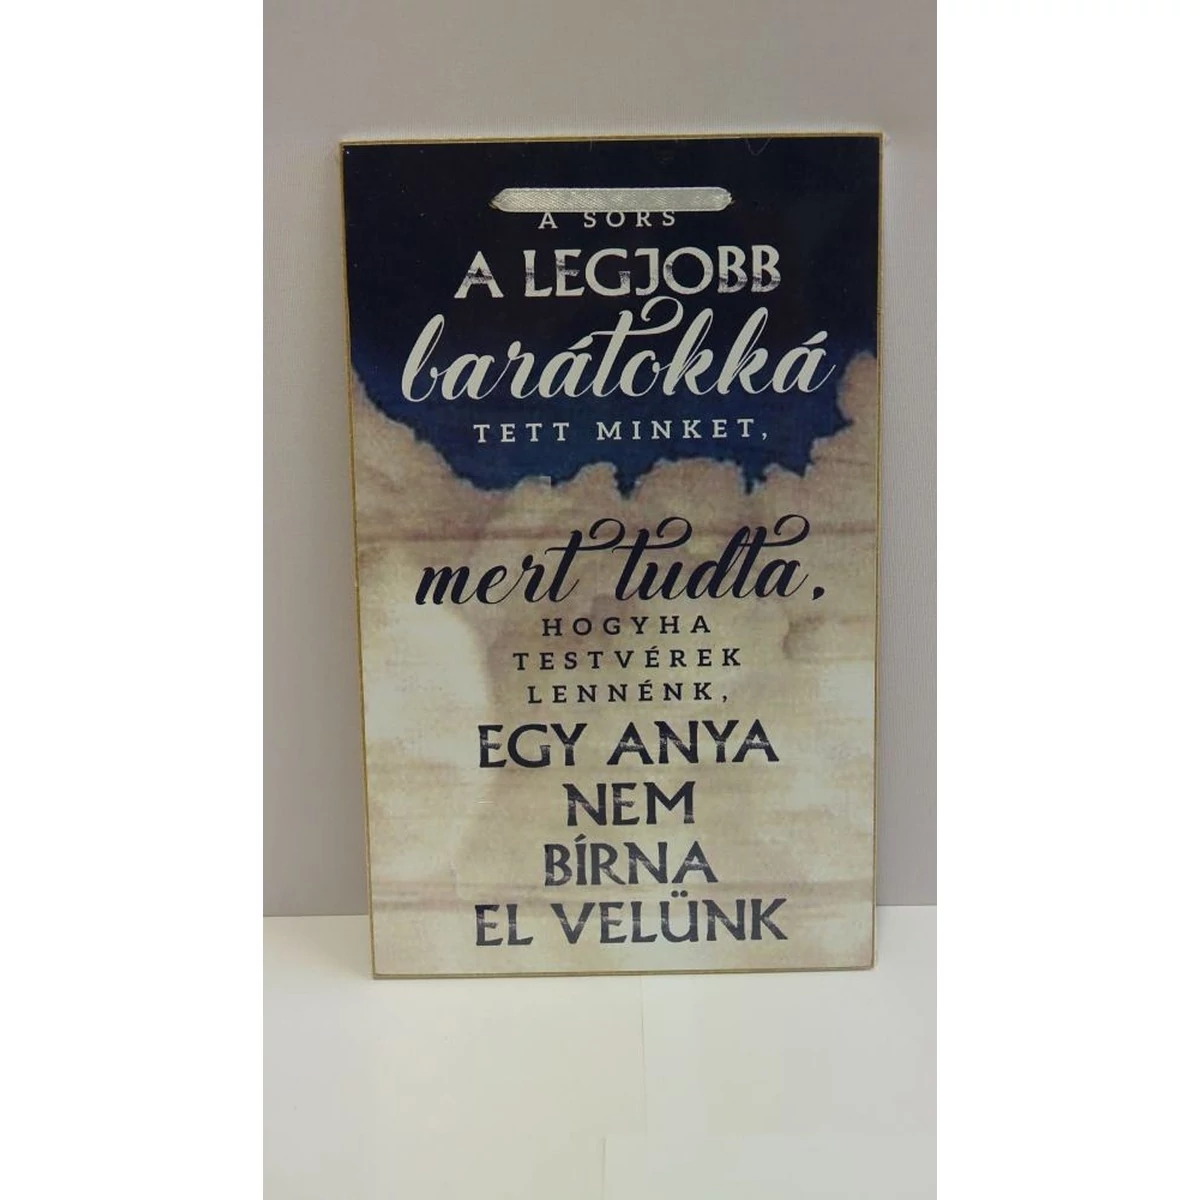 A SORS
A LEGJOBB
barátokká
TETT MINKET,
mert tudta,
HOGYHA
TESTVÉREK
LENNÉNK,
EGY ANYA
NEM
BÍRNA
EL VELÜNK